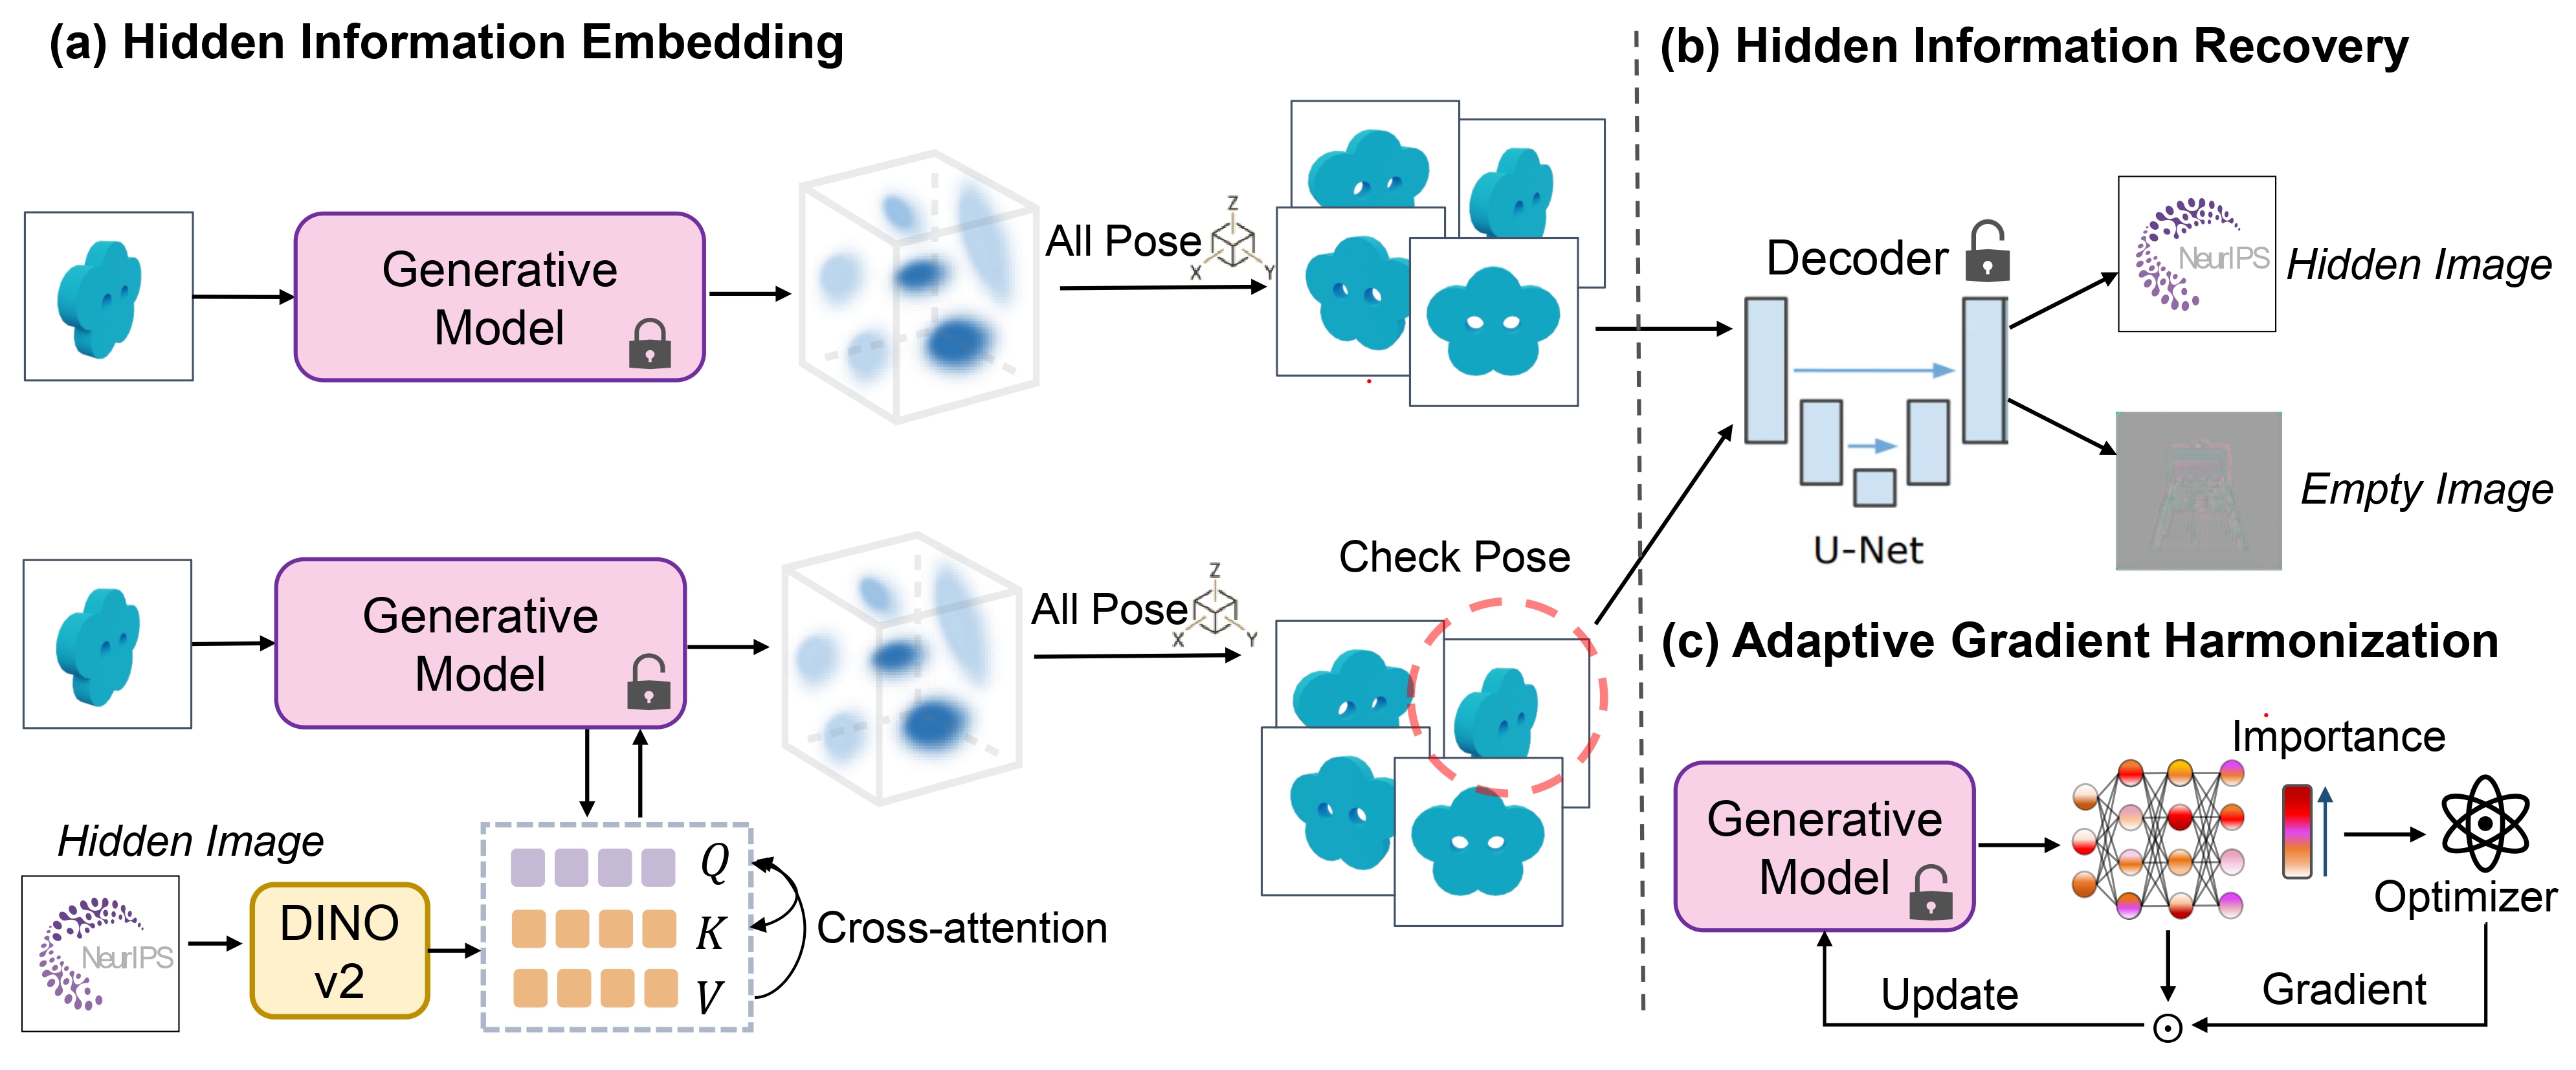 (a) Hidden Information Embedding
Generative
Model
All Pose
Z
X
Y
Generative
Model
All Pose
Z
X
Y
Check Pose
Hidden Image
NeurIPS
DINO
v2
Q
K
V
Cross-attention
(b) Hidden Information Recovery
Decoder
U-Net
NeurIPS
Hidden Image
Empty Image
(c) Adaptive Gradient Harmonization
Generative
Model
Importance
Optimizer
Update
Gradient